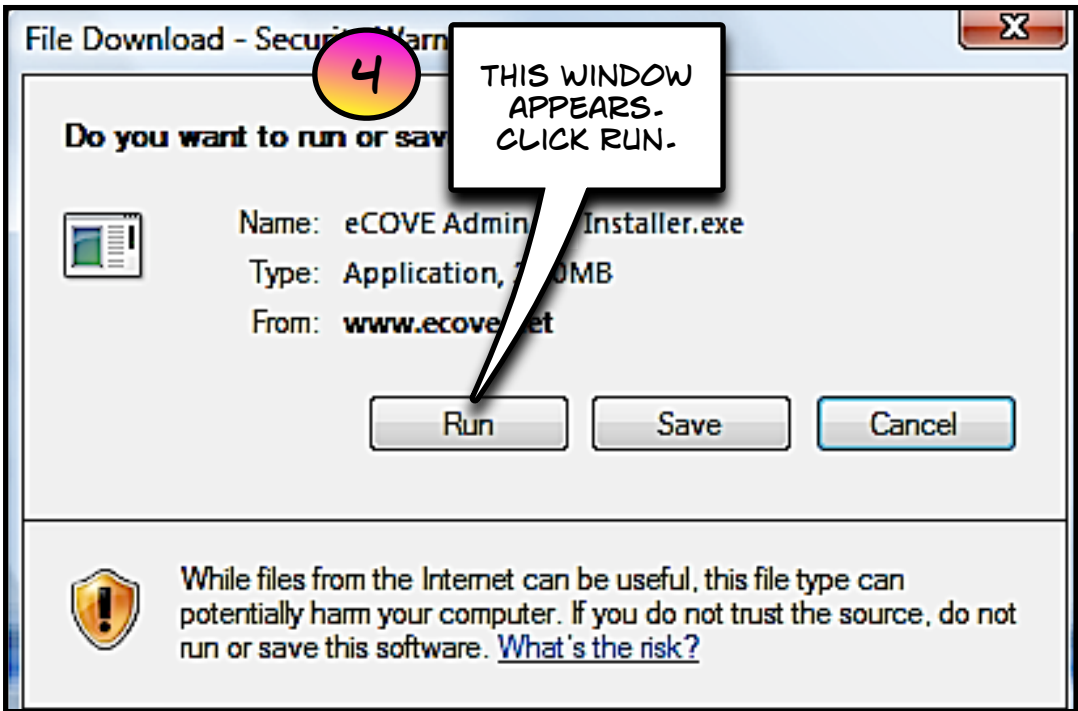 File Download - Secur
4
THIS WINDOW
APPEARS.
CLICK RUN.
Do you want to run or sav
Name: eCOVE Admin Installer.exe
Type: Application, 0MB
From: www.ecove et
Run Save Cancel
While files from the Internet can be useful, this file type can
potentially harm your computer. If you do not trust the source, do not
run or save this software. What's the risk?